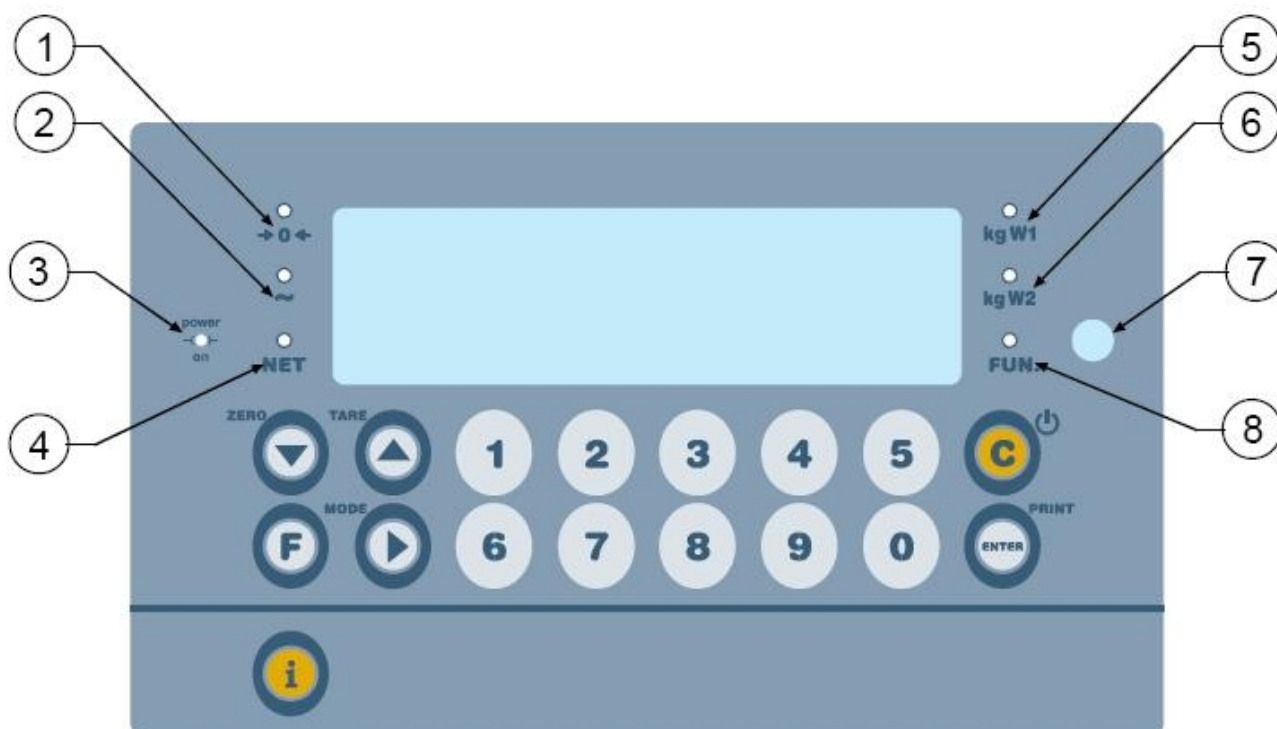 1
5
2
6
→0←
kg W1
3
~
kg W2
7
power
on
NET
FUN.
4
8
ZERO
TARE
1 2 3 4 5 C
MODE
PRINT
F 6 7 8 9 0 ENTER
i